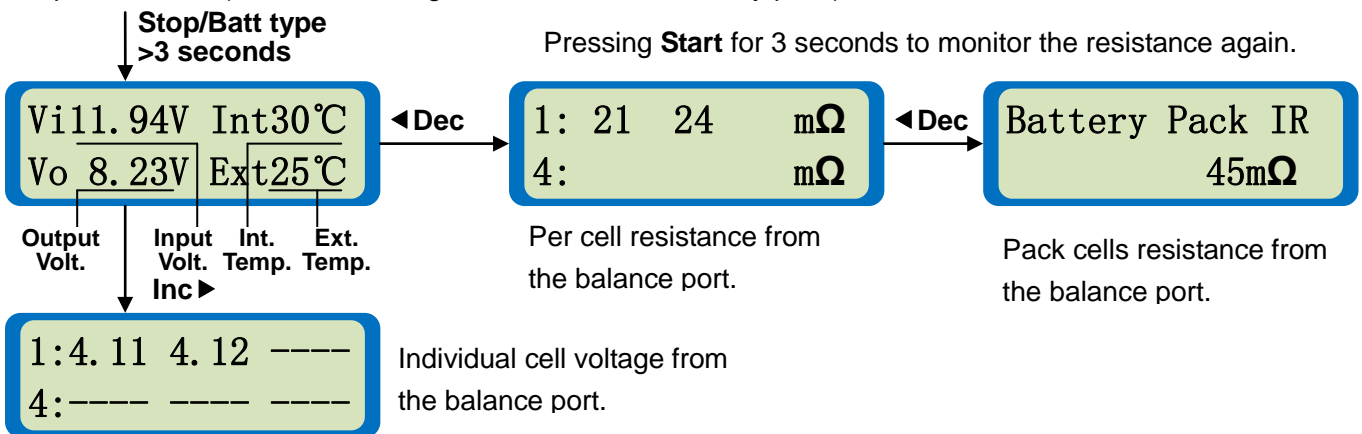 Stop/Batt type
>3 seconds
Pressing Start for 3 seconds to monitor the resistance again.
Vi11.94V Int30℃
Vo 8.23V Ext25℃
◄Dec
1: 21 24 mΩ
4: mΩ
◄Dec
Battery Pack IR
45mΩ
Output
Volt.
Input
Volt.
Int.
Temp.
Ext.
Temp.
Inc►
Per cell resistance from
the balance port.
Pack cells resistance from
the balance port.
1:4.11 4.12 ----
4:---- ---- ----
Individual cell voltage from
the balance port.